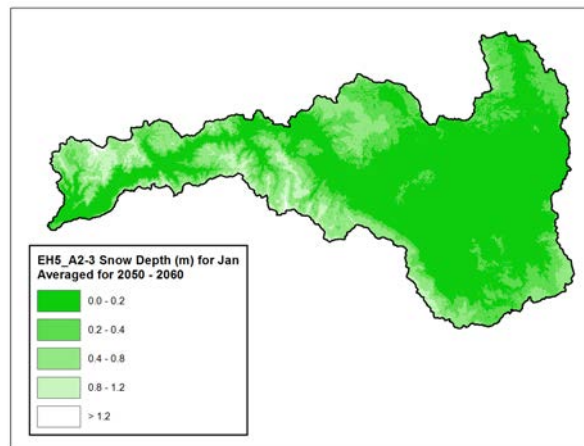 EH5_A2-3 Snow Depth (m) for Jan
Averaged for 2050 - 2060
0.0 - 0.2
0.2 - 0.4
0.4 - 0.8
0.8 - 1.2
> 1.2